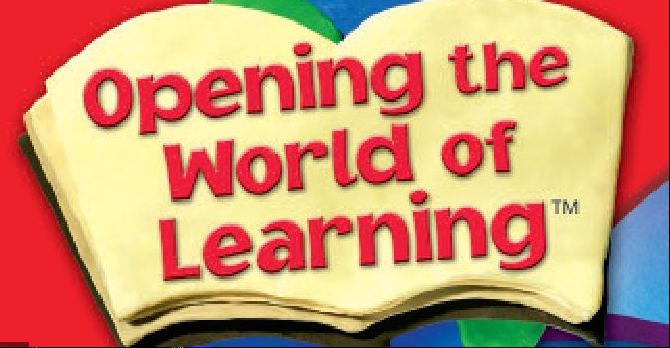 Opening the
World of
Learning™